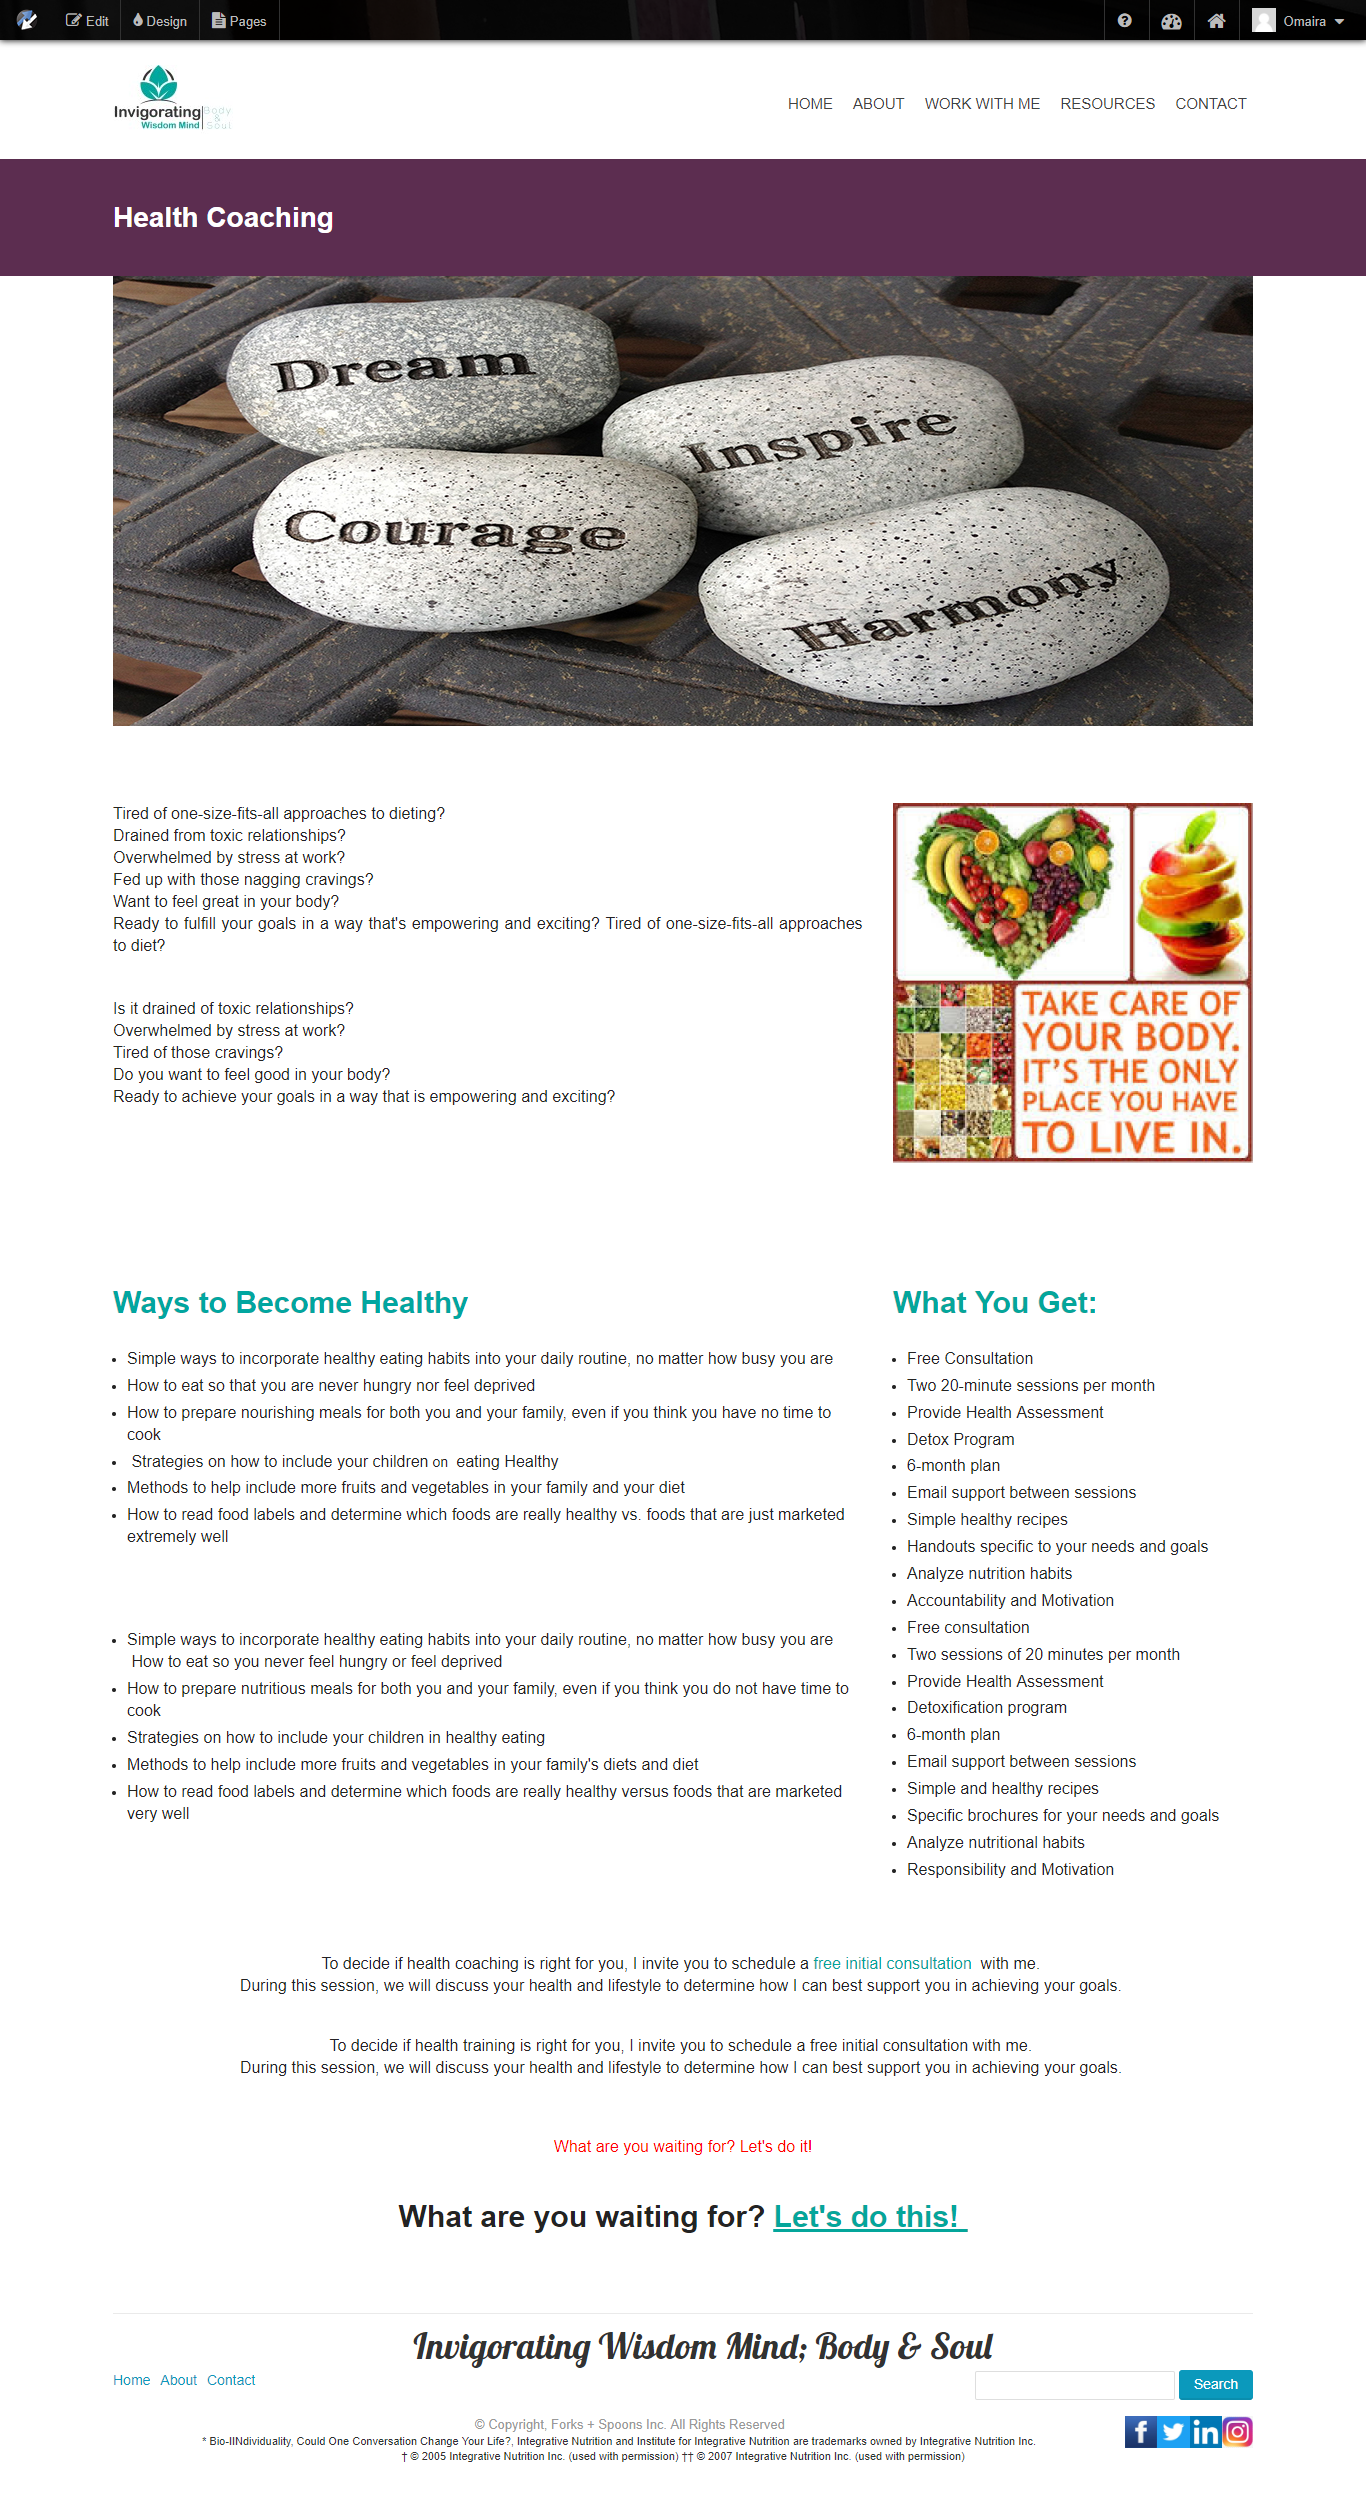 Edit Design Pages Omaira
Invigorating Body
&
Wisdom Mind Soul
HOME ABOUT WORK WITH ME RESOURCES CONTACT
Health Coaching
Dream
Inspire
Courage
Harmony
Tired of one-size-fits-all approaches to dieting?
Drained from toxic relationships?
Overwhelmed by stress at work?
Fed up with those nagging cravings?
Want to feel great in your body?
Ready to fulfill your goals in a way that's empowering and exciting? Tired of one-size-fits-all approaches
to diet?
Is it drained of toxic relationships?
Overwhelmed by stress at work?
Tired of those cravings?
Do you want to feel good in your body?
Ready to achieve your goals in a way that is empowering and exciting?
TAKE CARE OF
YOUR BODY.
IT'S THE ONLY
PLACE YOU HAVE
TO LIVE IN.
Ways to Become Healthy
• Simple ways to incorporate healthy eating habits into your daily routine, no matter how busy you are
• How to eat so that you are never hungry nor feel deprived
• How to prepare nourishing meals for both you and your family, even if you think you have no time to
cook
• Strategies on how to include your children on eating Healthy
• Methods to help include more fruits and vegetables in your family and your diet
• How to read food labels and determine which foods are really healthy vs. foods that are just marketed
extremely well
• Simple ways to incorporate healthy eating habits into your daily routine, no matter how busy you are
How to eat so you never feel hungry or feel deprived
• How to prepare nutritious meals for both you and your family, even if you think you do not have time to
cook
• Strategies on how to include your children in healthy eating
• Methods to help include more fruits and vegetables in your family's diets and diet
• How to read food labels and determine which foods are really healthy versus foods that are marketed
very well
What You Get:
• Free Consultation
• Two 20-minute sessions per month
• Provide Health Assessment
• Detox Program
• 6-month plan
• Email support between sessions
• Simple healthy recipes
• Handouts specific to your needs and goals
• Analyze nutrition habits
• Accountability and Motivation
• Free consultation
• Two sessions of 20 minutes per month
• Provide Health Assessment
• Detoxification program
• 6-month plan
• Email support between sessions
• Simple and healthy recipes
• Specific brochures for your needs and goals
• Analyze nutritional habits
• Responsibility and Motivation
To decide if health coaching is right for you, I invite you to schedule a free initial consultation with me.
During this session, we will discuss your health and lifestyle to determine how I can best support you in achieving your goals.
To decide if health training is right for you, I invite you to schedule a free initial consultation with me.
During this session, we will discuss your health and lifestyle to determine how I can best support you in achieving your goals.
What are you waiting for? Let's do it!
What are you waiting for? Let's do this!
Invigorating Wisdom Mind; Body & Soul
Home About Contact
Search
© Copyright, Forks + Spoons Inc. All Rights Reserved
* Bio-IINdividuality, Could One Conversation Change Your Life?, Integrative Nutrition and Institute for Integrative Nutrition are trademarks owned by Integrative Nutrition Inc.
† © 2005 Integrative Nutrition Inc. (used with permission) †† © 2007 Integrative Nutrition Inc. (used with permission)